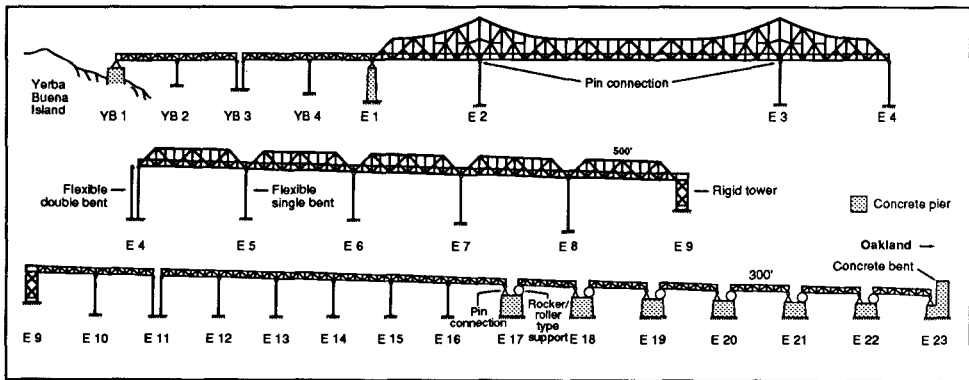 Yerba
Buena
Island
YB 1
YB 2
YB 3
YB 4
E 1
Pin connection
E 2
E 3
E 4
500'
Flexible
double bent
Flexible
single bent
Rigid tower
Concrete pier
E 4
E 5
E 6
E 7
E 8
E 9
Oakland
Concrete bent
300'
Pin
connection
Rocker/
roller
type
support
E 9
E 10
E 11
E 12
E 13
E 14
E 15
E 16
E 17
E 18
E 19
E 20
E 21
E 22
E 23